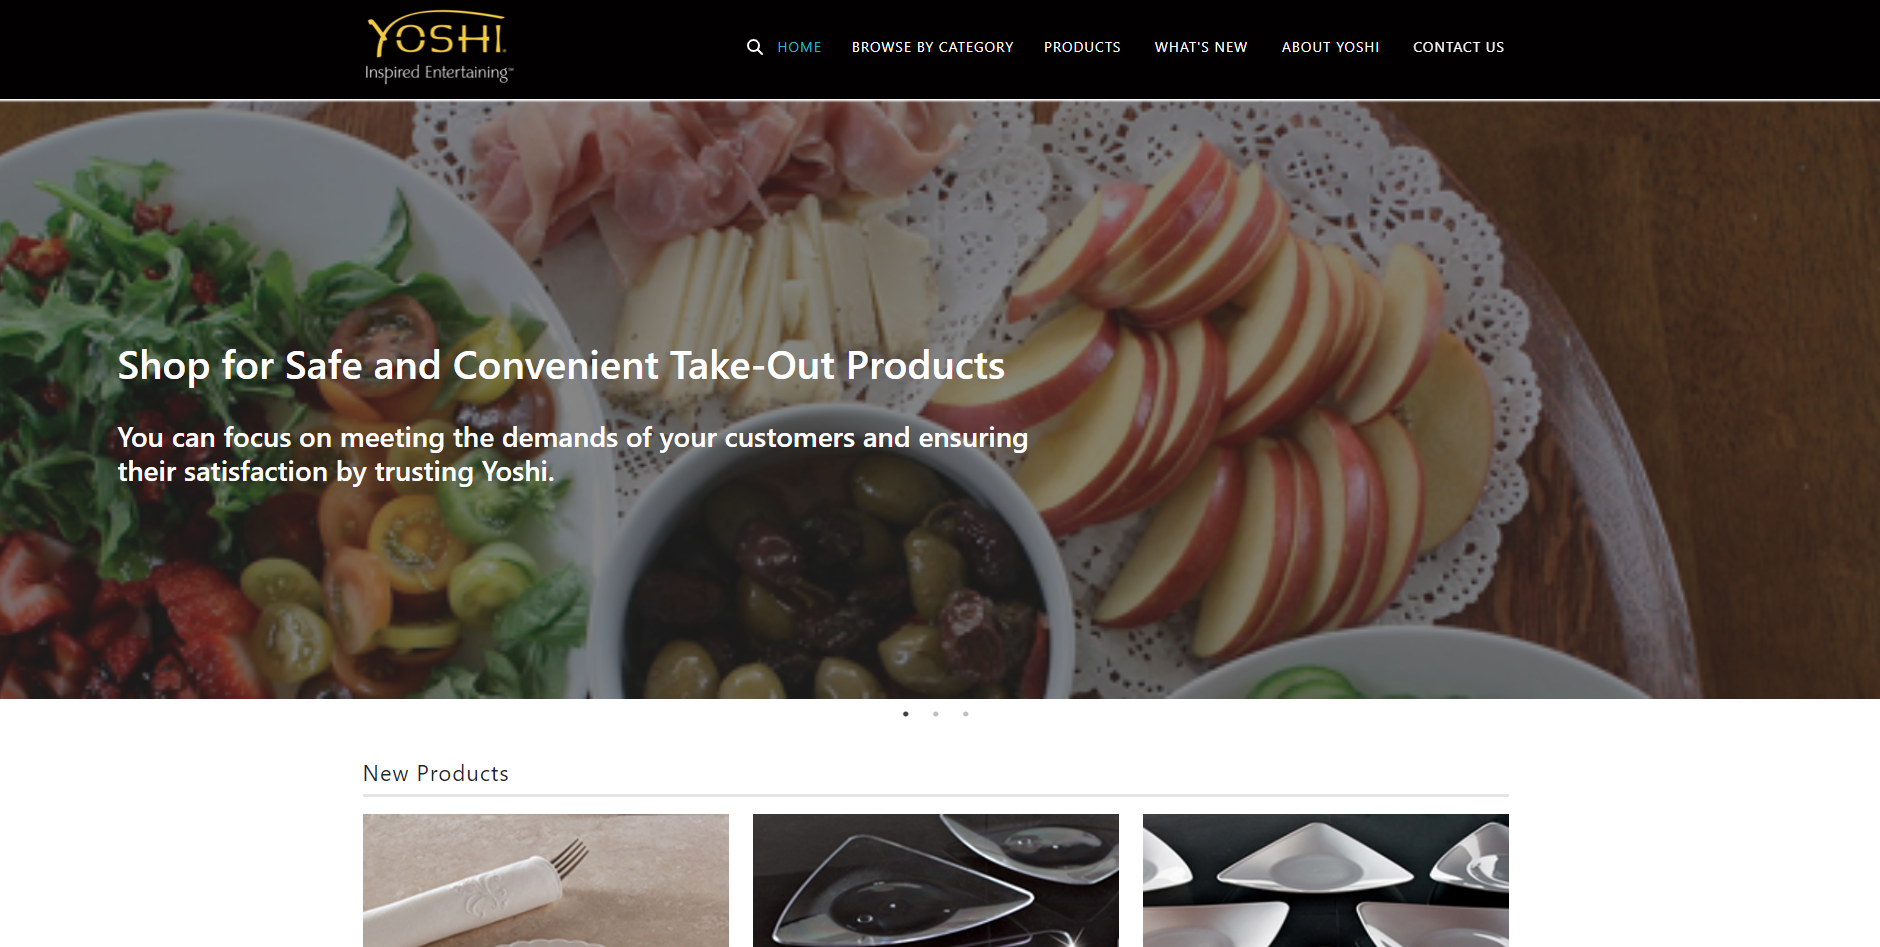 YOSHI.
Inspired Entertaining™
HOME BROWSE BY CATEGORY PRODUCTS WHAT'S NEW ABOUT YOSHI CONTACT US
Shop for Safe and Convenient Take-Out Products
You can focus on meeting the demands of your customers and ensuring
their satisfaction by trusting Yoshi.
New Products